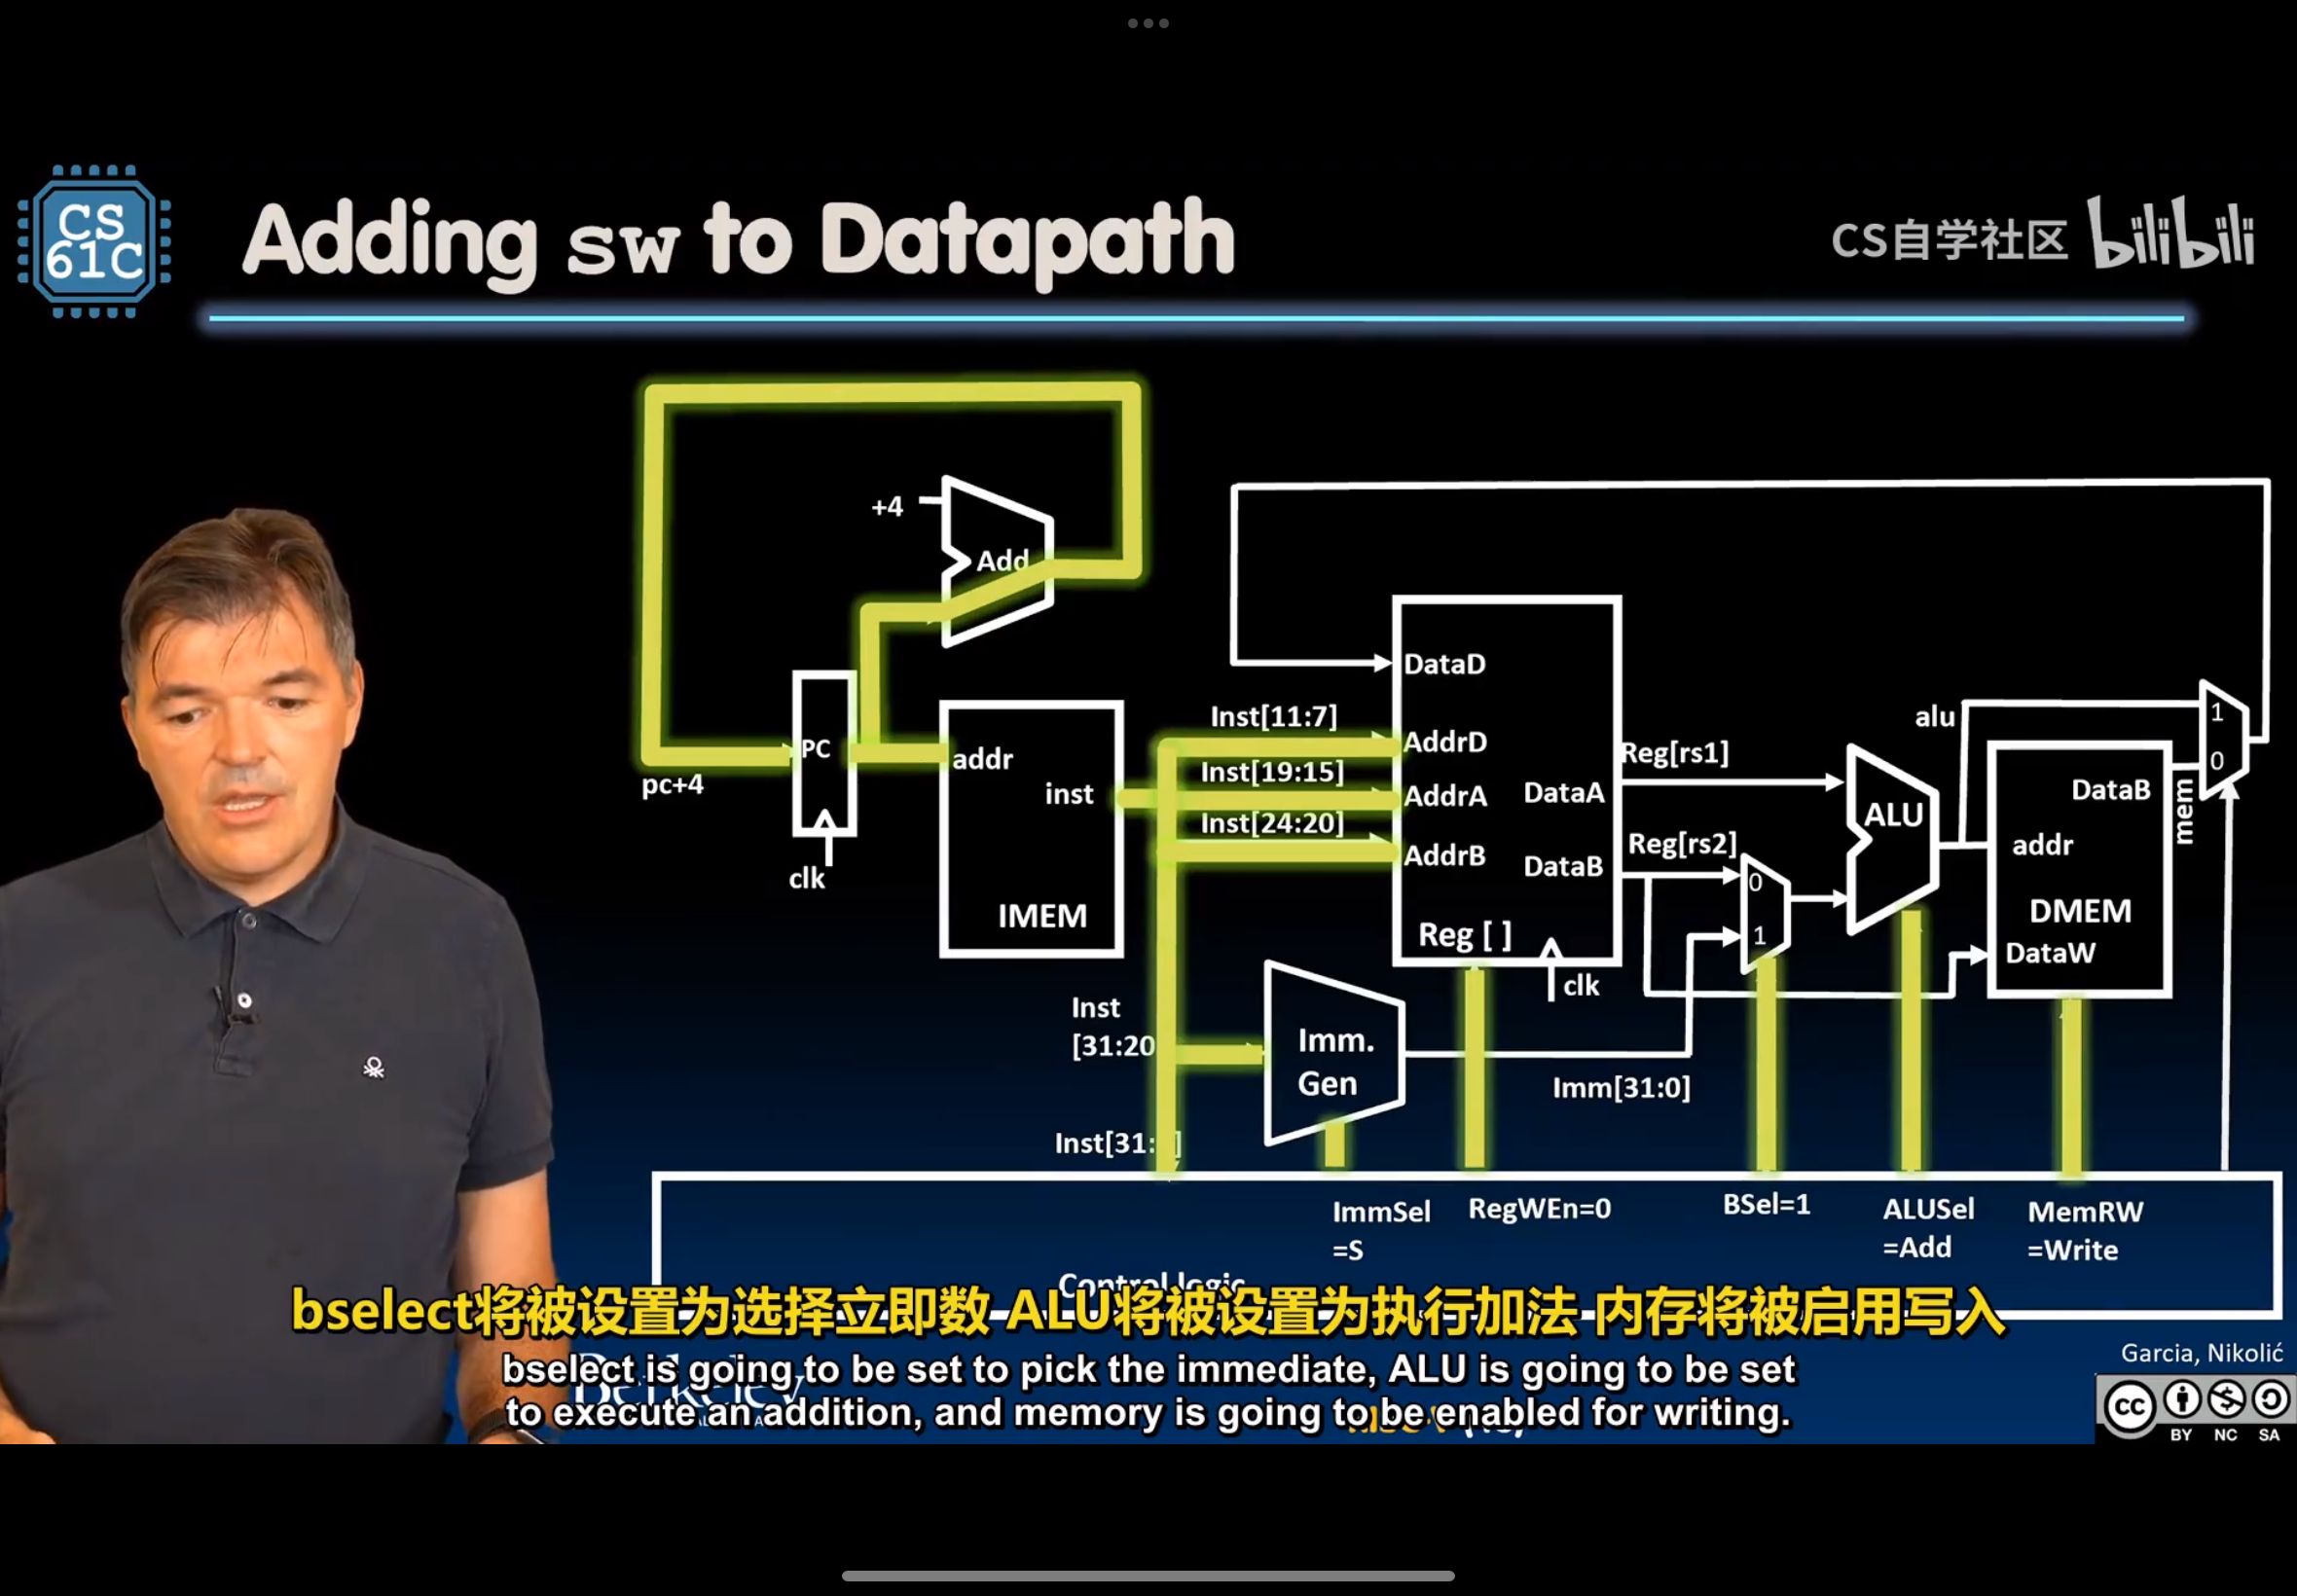 CS
61C
Adding sw to Datapath
CS自学社区 bilibili
+4
Add
DataD
Inst[11:7]
AddrD
PC
addr
Inst[19:15]
Reg[rs1]
alu
1
0
pc+4
inst
AddrA
DataA
ALU
DataB
mem
Inst[24:20]
Reg[rs2]
addr
clk
AddrB
DataB
0
IMEM
Reg [ ]
1
DMEM
DataW
clk
Inst
[31:20
Imm.
Gen
Imm[31:0]
Inst[31:
ImmSel
=S
RegWEn=0
BSel=1
ALUSel
=Add
MemRW
=Write
Control logic
bselect将被设置为选择立即数 ALU将被设置为执行加法 内存将被启用写入
Garcia, Nikolić
bselect is going to be set to pick the immediate, ALU is going to be set
to execute an addition, and memory is going to be enabled for writing.
Berkeley
cc
BY NC SA